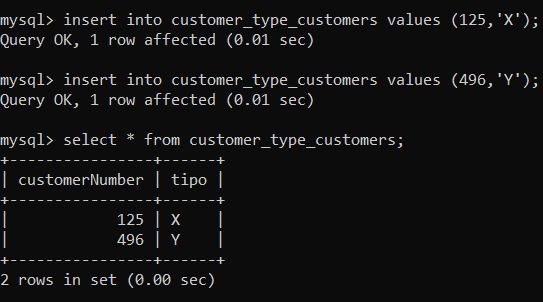 mysql> insert into customer_type_customers values (125,'X');
Query OK, 1 row affected (0.01 sec)
mysql> insert into customer_type_customers values (496,'Y');
Query OK, 1 row affected (0.01 sec)
mysql> select * from customer_type_customers;
+----------------+------+
| customerNumber | tipo |
+----------------+------+
|            125 | X    |
|            496 | Y    |
+----------------+------+
2 rows in set (0.00 sec)